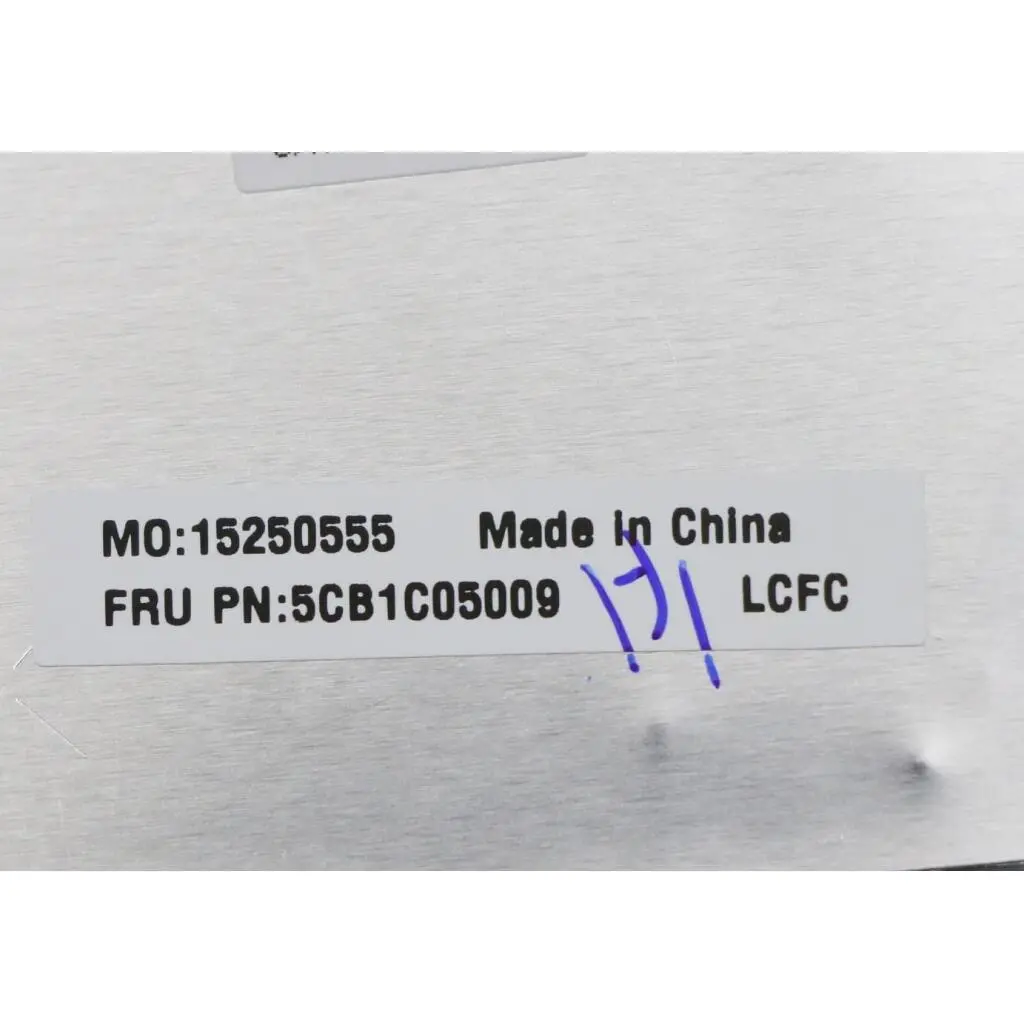 MO:15250555 Made in China
FRU PN:5CB1C05009 LCFC